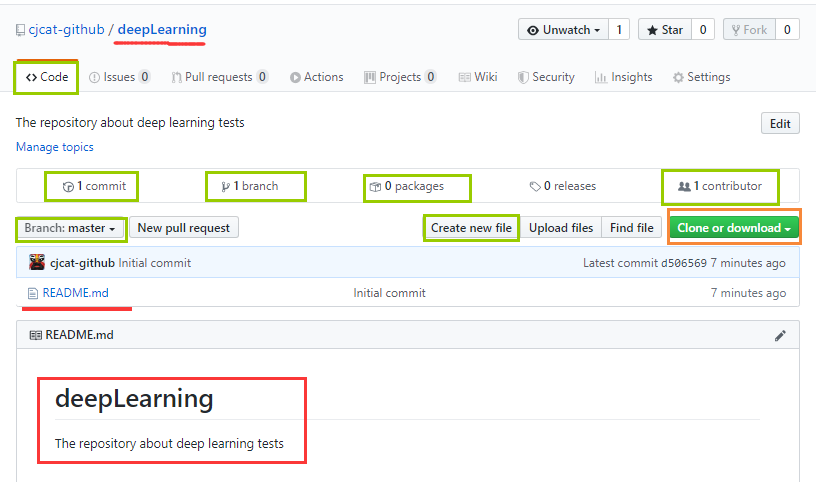 cjcat-github / deepLearning Unwatch 1 Star 0 Fork 0
Code Issues 0 Pull requests 0 Actions Projects 0 Wiki Security Insights Settings
The repository about deep learning tests Edit
Manage topics
1 commit 1 branch 0 packages 0 releases 1 contributor
Branch: master New pull request Create new file Upload files Find file Clone or download
cjcat-github Initial commit Latest commit d506569 7 minutes ago
README.md Initial commit 7 minutes ago
README.md
deepLearning
The repository about deep learning tests